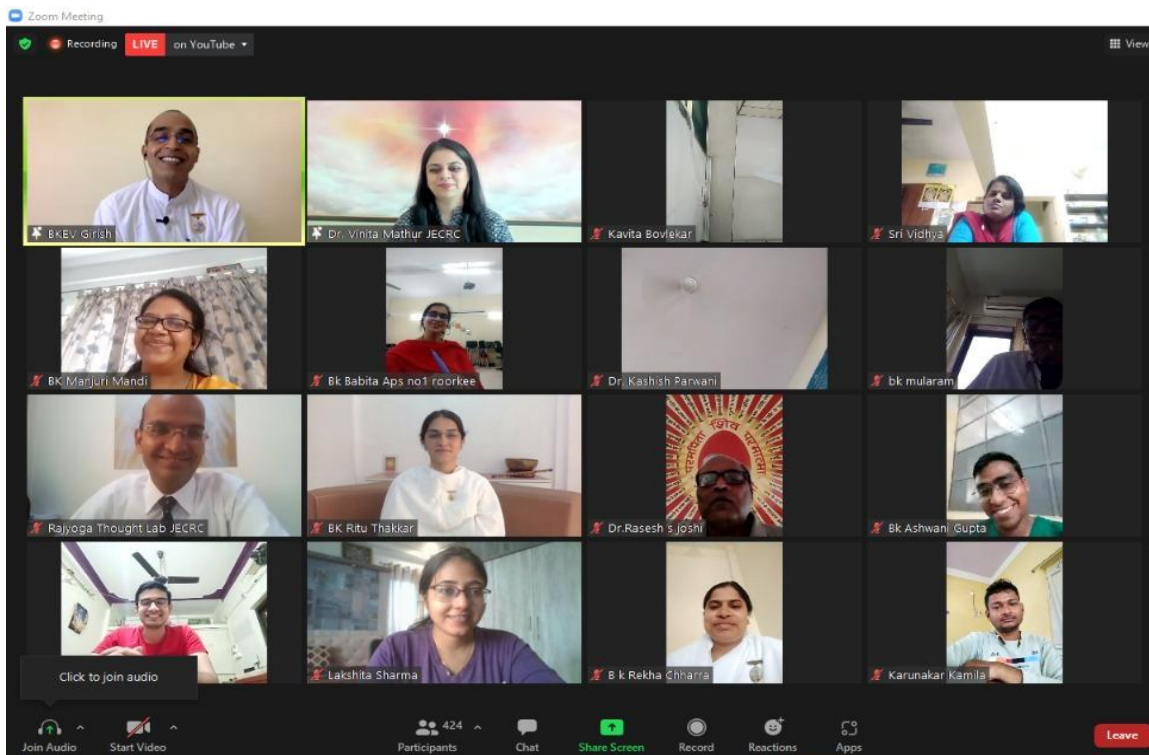 Zoom Meeting
Recording LIVE on YouTube
View
BKEV Girish
Dr. Vinita Mathur JECRC
Kavita Bovlekar
Sri Vidhya
BK Manjuri Mandi
Bk Babita Aps no1 roorkee
Dr. Kashish Parwani
bk mularam
परमपिता शिव परमात्मा
Rajyoga Thought Lab JECRC
BK Ritu Thakkar
Dr.Rasesh s joshi
Bk Ashwani Gupta
Click to join audio
Lakshita Sharma
B k Rekha Chharra
Karunakar Kamila
Join Audio
Start Video
424
Participants
Chat
Share Screen
Record
Reactions
Apps
Leave